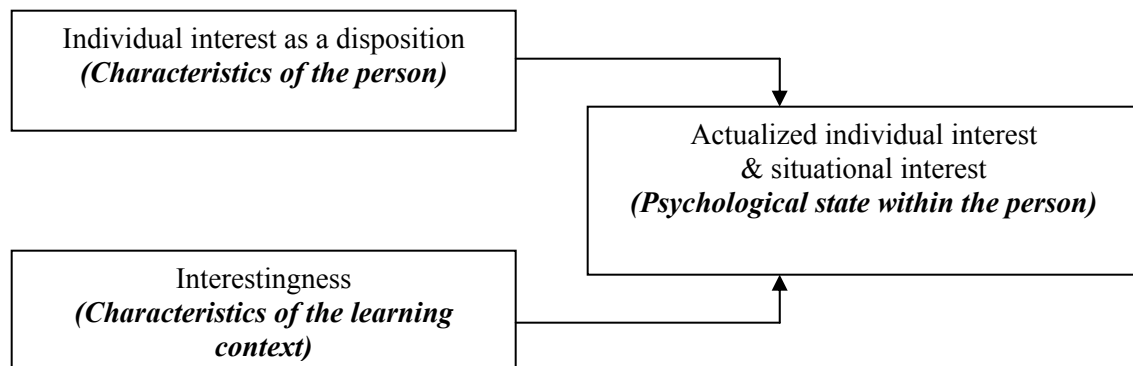 Individual interest as a disposition
(Characteristics of the person)
Actualized individual interest
& situational interest
(Psychological state within the person)
Interestingness
(Characteristics of the learning
context)